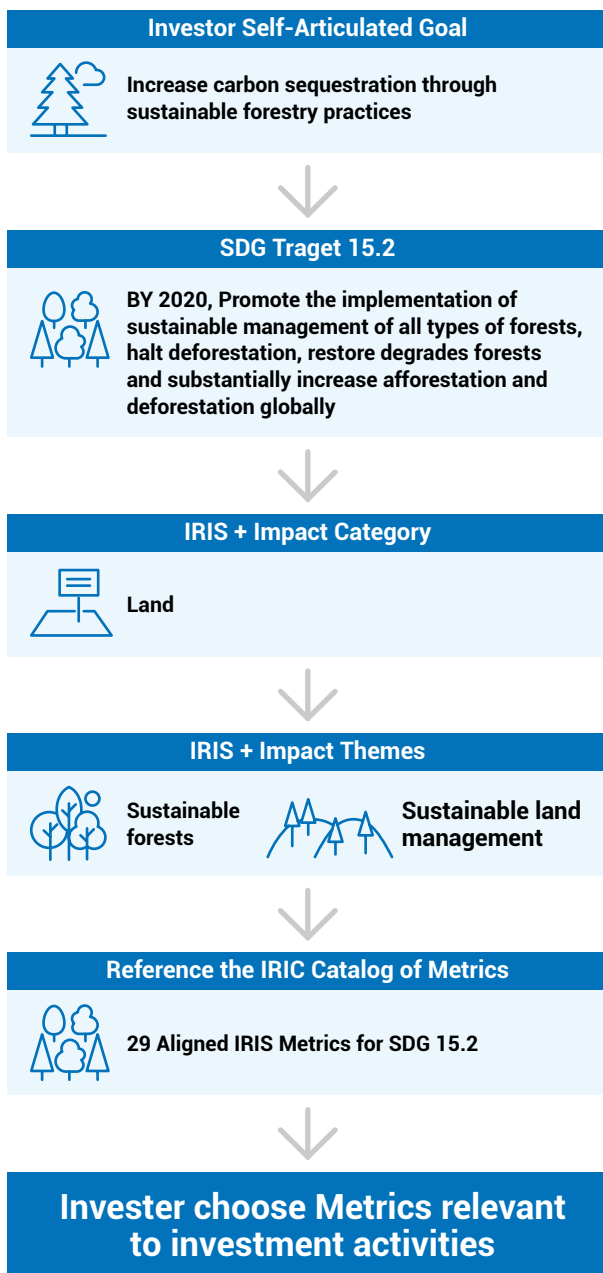 Investor Self-Articulated Goal
Increase carbon sequestration through
sustainable forestry practices
SDG Traget 15.2
BY 2020, Promote the implementation of
sustainable management of all types of forests,
halt deforestation, restore degrades forests
and substantially increase afforestation and
deforestation globally
IRIS + Impact Category
Land
IRIS + Impact Themes
Sustainable
forests
Sustainable land
management
Reference the IRIC Catalog of Metrics
29 Aligned IRIS Metrics for SDG 15.2
Invester choose Metrics relevant
to investment activities